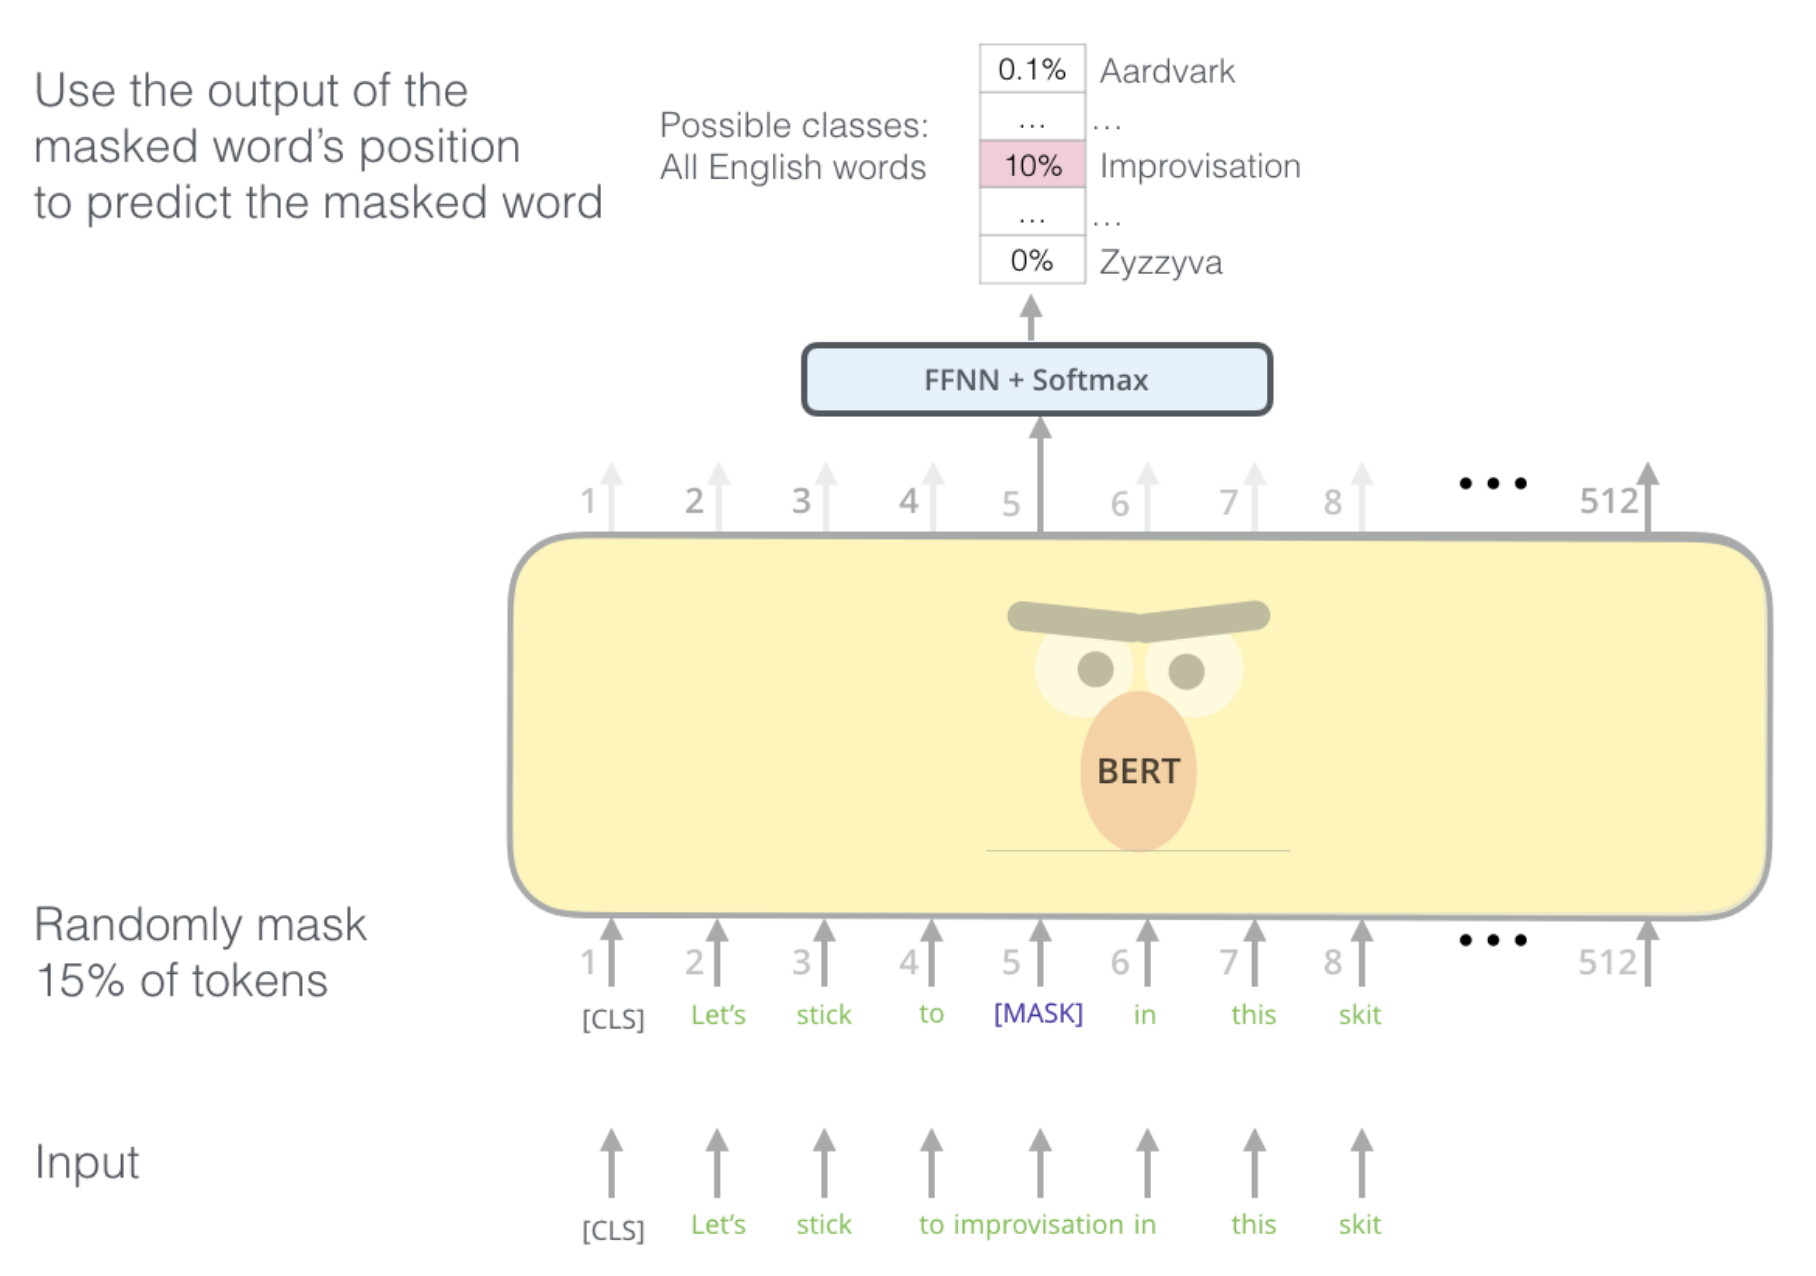 Use the output of the
masked word's position
to predict the masked word
Possible classes:
All English words
0.1% Aardvark
... ...
10% Improvisation
... ...
0% Zyzzyva
FFNN + Softmax
1 2 3 4 5 6 7 8 ••• 512
BERT
Randomly mask
15% of tokens
1 2 3 4 5 6 7 8 ••• 512
[CLS] Let's stick to [MASK] in this skit
Input
[CLS] Let's stick to improvisation in this skit